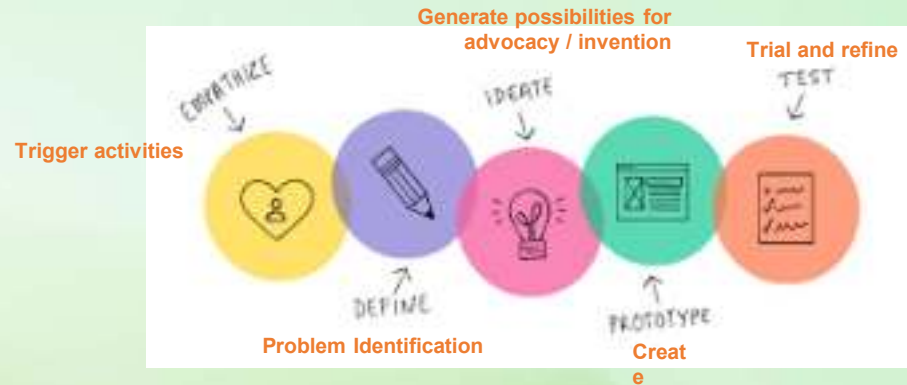 Generate possibilities for
advocacy / invention
Trial and refine
EMPATHIZE
IDEATE
TEST
Trigger activities
DEFINE
PROTOTYPE
Problem Identification
Creat
e